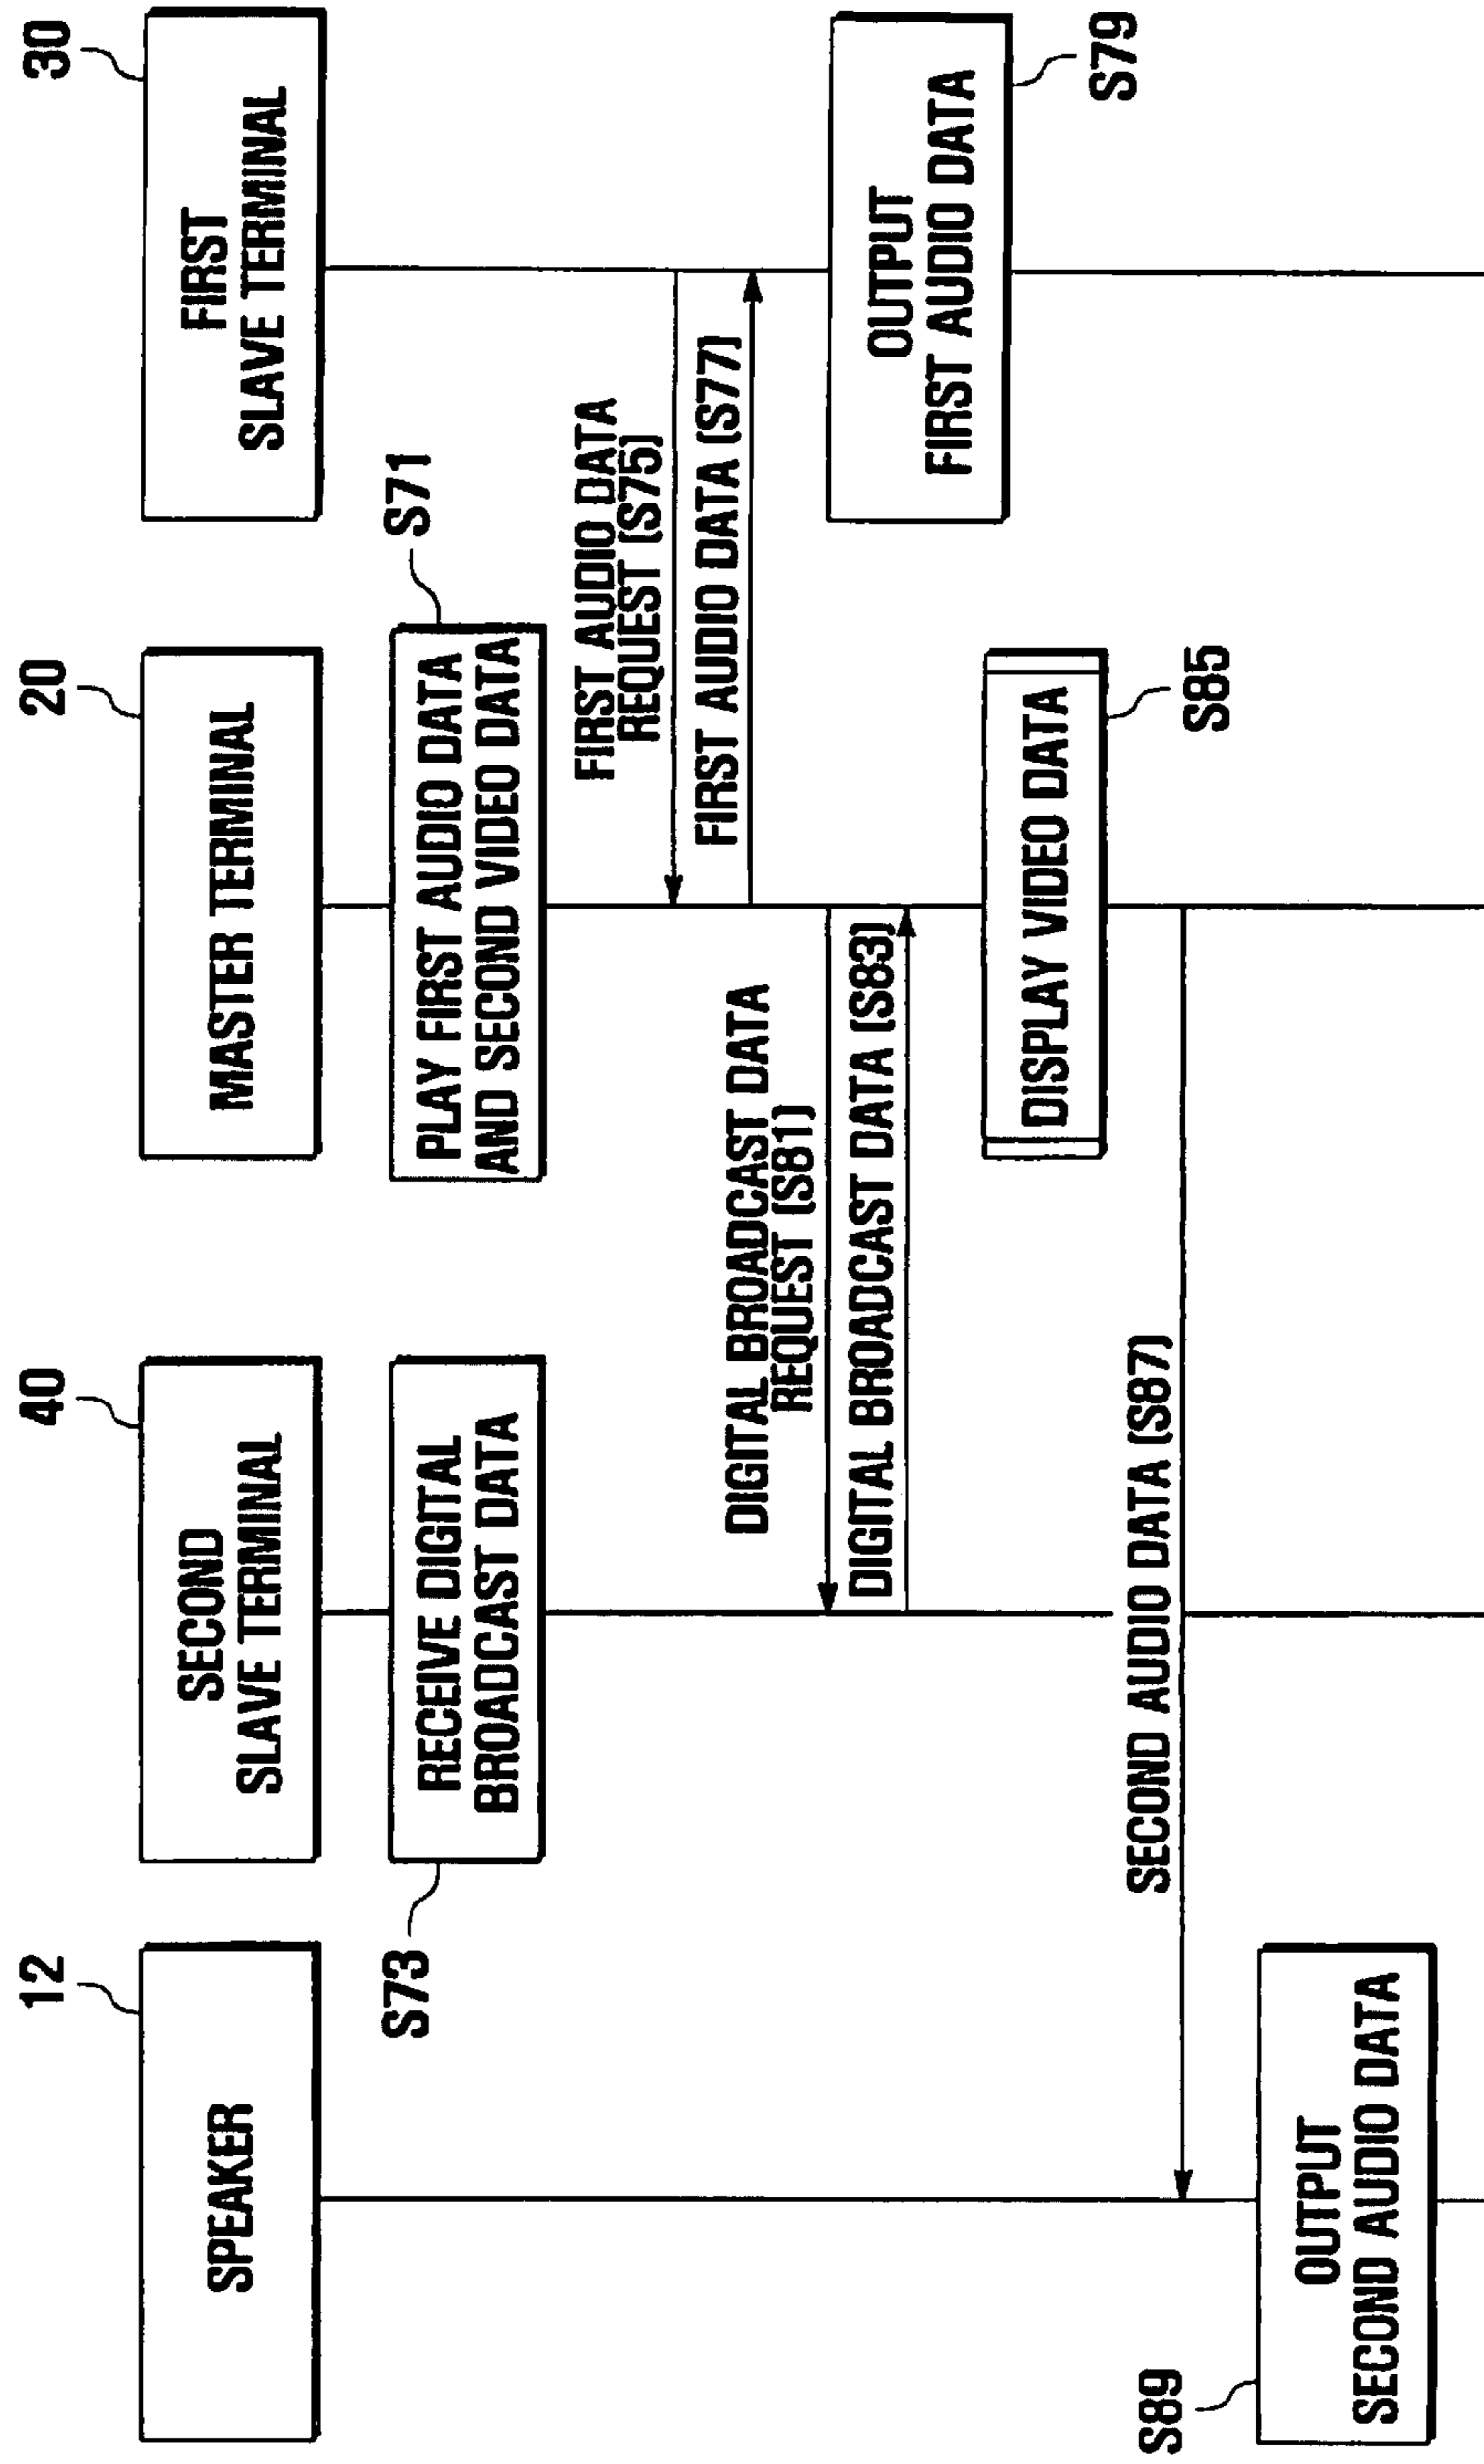 12
40
20
30
SPEAKER
SECOND
SLAVE TERMINAL
MASTER TERMINAL
FIRST
SLAVE TERMINAL
S73
RECEIVE DIGITAL
BROADCAST DATA
PLAY FIRST AUDIO DATA
AND SECOND VIDEO DATA
S71
FIRST AUDIO DATA
REQUEST (S75)
FIRST AUDIO DATA (S77)
DIGITAL BROADCAST DATA
REQUEST (S81)
DIGITAL BROADCAST DATA (S83)
OUTPUT
FIRST AUDIO DATA
S79
DISPLAY VIDEO DATA
S85
SECOND AUDIO DATA (S87)
S89
OUTPUT
SECOND AUDIO DATA